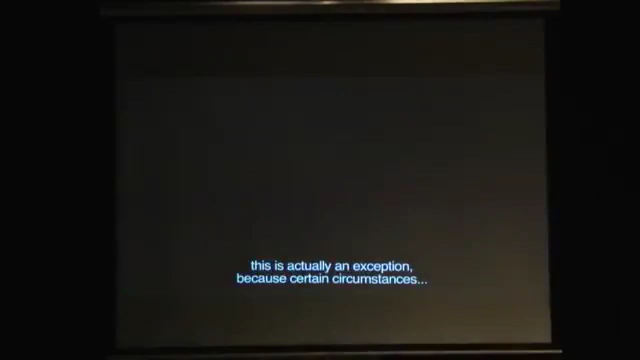 this is actually an exception,
because certain circumstances...